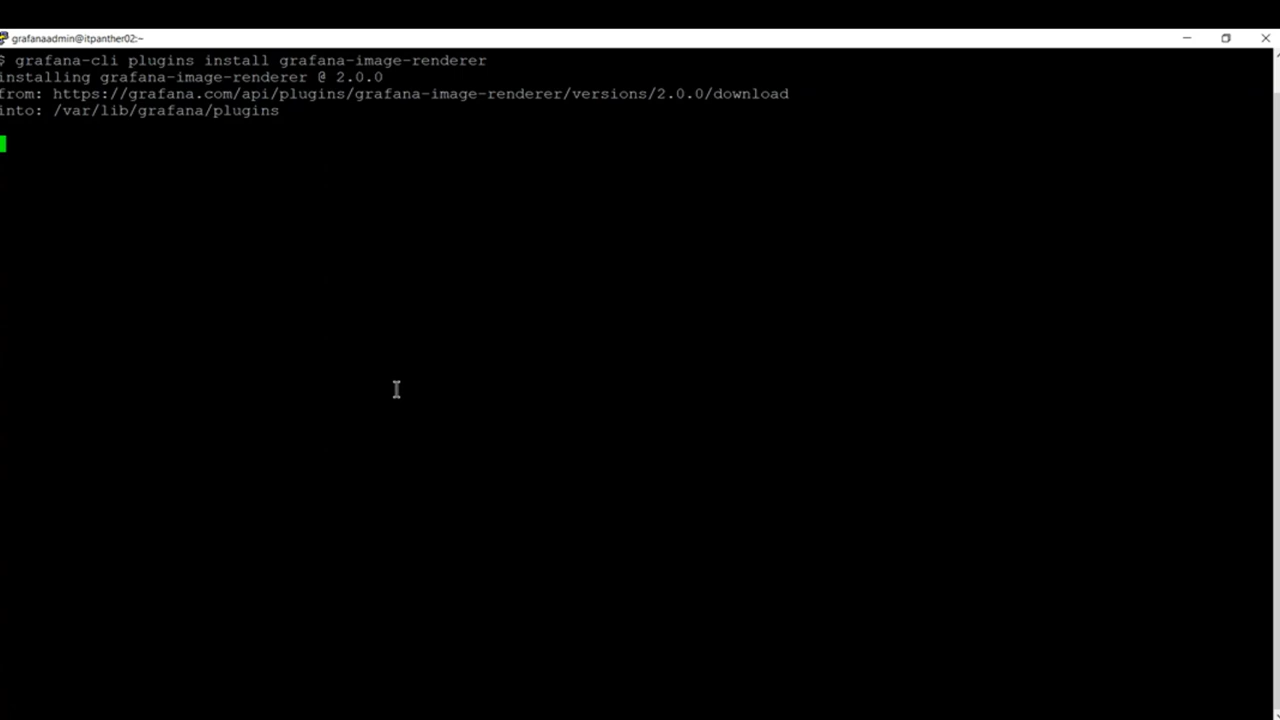 grafanaadmin@itpanther02:~
$ grafana-cli plugins install grafana-image-renderer
installing grafana-image-renderer @ 2.0.0
from: https://grafana.com/api/plugins/grafana-image-renderer/versions/2.0.0/download
into: /var/lib/grafana/plugins